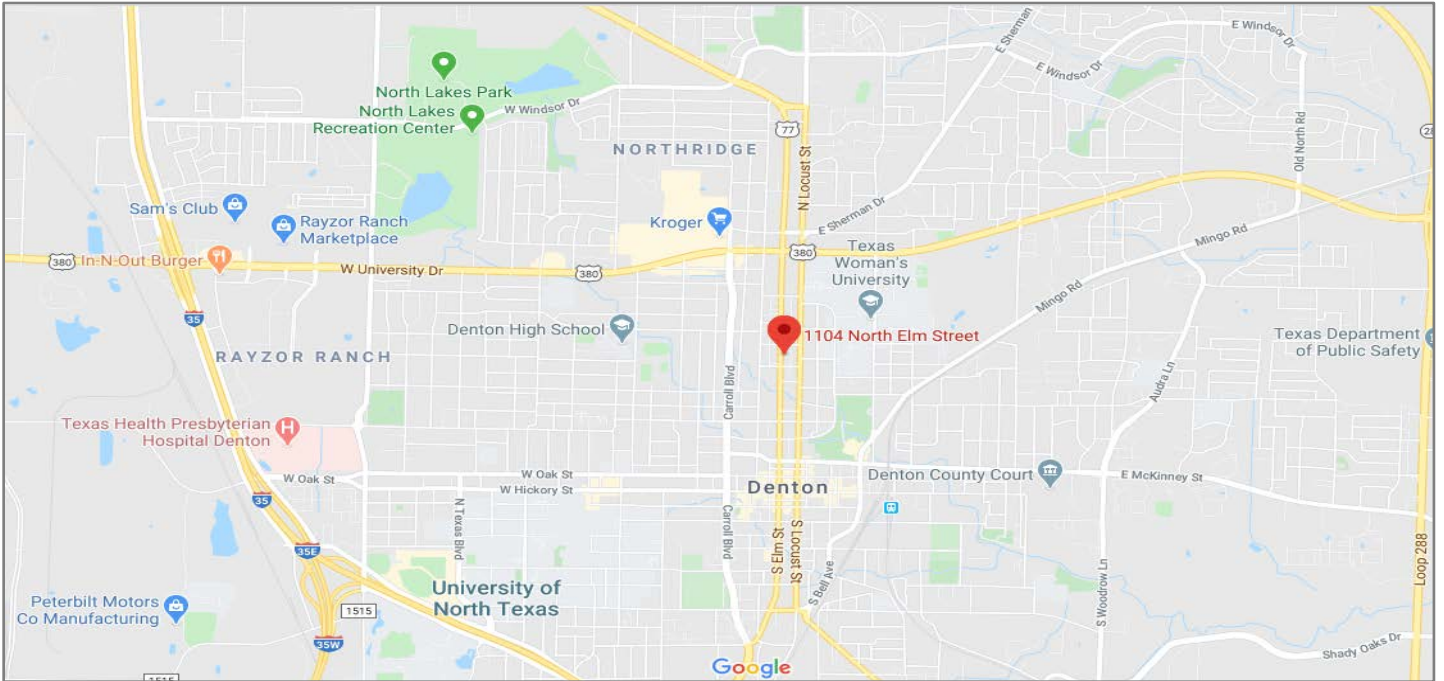 E Windsor Dr
E Sherman
E Windsor Dr
North Lakes Park
North Lakes
Recreation Center
W Windsor Dr
77
NORTHRIDGE
N Locust St
Old North Rd
Sam's Club
Rayzor Ranch
Marketplace
Kroger
E Sherman Dr
Mingo Rd
380
In-N-Out Burger
W University Dr
380
380
Texas
Woman's
University
Mingo Rd
35
Denton High School
1104 North Elm Street
Texas Department
of Public Safety
RAYZOR RANCH
Carroll Blvd
Audra Ln
Texas Health Presbyterian
Hospital Denton
H
W Oak St
W Oak St
W Hickory St
Denton
Denton County Court
E McKinney St
35
N Texas Blvd
Carroll Blvd
S Elm St
S Locust St
S Bell Ave
35E
University of
North Texas
S Woodrow Ln
Loop 288
Peterbilt Motors
Co Manufacturing
1515
35W
Shady Oaks Dr
Google
1515